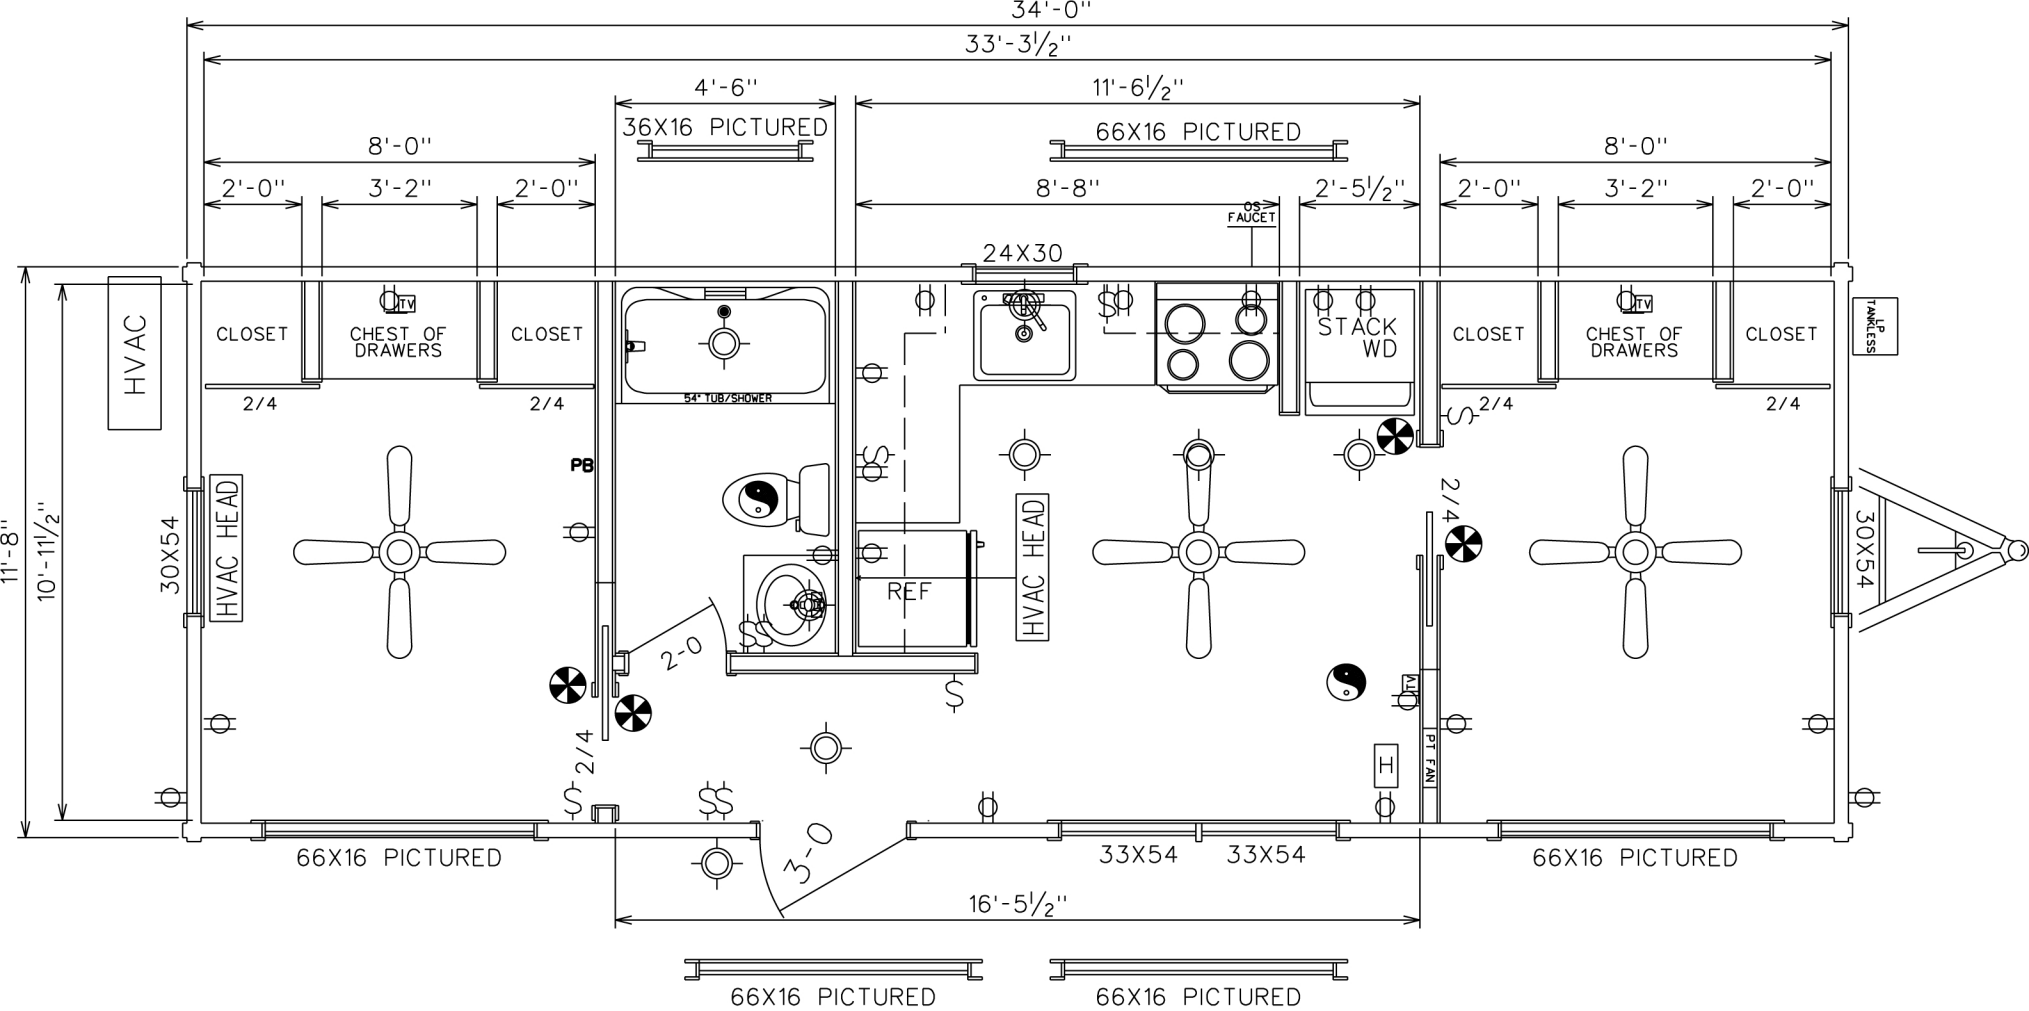 34'-0"
33'-3½"
4'-6"
11'-6½"
36X16 PICTURED
66X16 PICTURED
8'-0"
8'-0"
2'-0"
3'-2"
2'-0"
8'-8"
2'-5½"
2'-0"
3'-2"
2'-0"
OS
FAUCET
24X30
HVAC
TV
TV
LP
TANKLESS
CLOSET
CHEST OF
DRAWERS
CLOSET
STACK
WD
CLOSET
CHEST OF
DRAWERS
CLOSET
S
54" TUB/SHOWER
2/4
2/4
2/4
2/4
S
S
PB
2/4
11'-8"
10'-11½"
30X54
HVAC HEAD
HVAC HEAD
30X54
REF
SS
2-0
S
TV
2/4
PT FAN
H
S
SS
3-0
66X16 PICTURED
33X54
33X54
66X16 PICTURED
16'-5½"
66X16 PICTURED
66X16 PICTURED